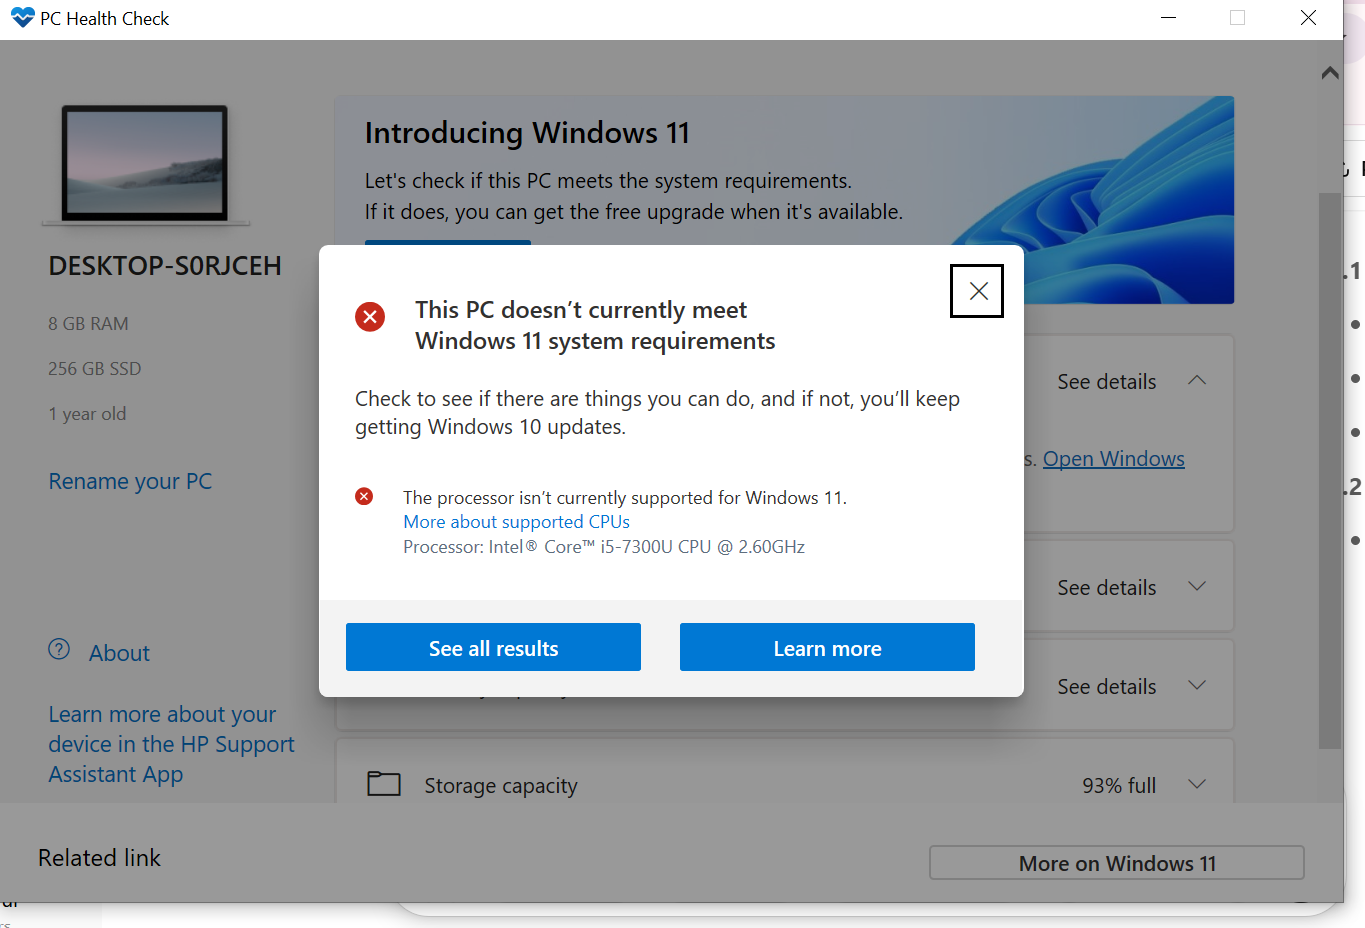 PC Health Check
Introducing Windows 11
Let's check if this PC meets the system requirements.
If it does, you can get the free upgrade when it's available.
DESKTOP-S0RJCEH
8 GB RAM
256 GB SSD
1 year old
Rename your PC
About
Learn more about your
device in the HP Support
Assistant App
This PC doesn’t currently meet
Windows 11 system requirements
Check to see if there are things you can do, and if not, you’ll keep
getting Windows 10 updates.
The processor isn’t currently supported for Windows 11.
More about supported CPUs
Processor: Intel® Core™ i5-7300U CPU @ 2.60GHz
See all results
Learn more
See details
s. Open Windows
See details
See details
Storage capacity
93% full
Related link
More on Windows 11
.1
.2